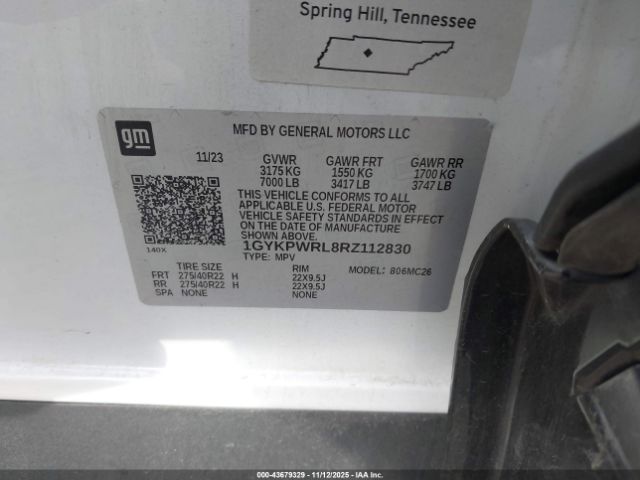 Spring Hill, Tennessee
gm
MFD BY GENERAL MOTORS LLC
11/23 GVWR GAWR FRT GAWR RR
3175 KG 1550 KG 1700 KG
7000 LB 3417 LB 3747 LB
THIS VEHICLE CONFORMS TO ALL
APPLICABLE U.S. FEDERAL MOTOR
VEHICLE SAFETY STANDARDS IN EFFECT
ON THE DATE OF MANUFACTURE
SHOWN ABOVE.
1GYKPWRL8RZ112830
140X TYPE: MPV
TIRE SIZE RIM MODEL: 806MC26
FRT 275/40R22 H 22X9.5J
RR 275/40R22 H 22X9.5J
SPA NONE NONE
000-43679329 - 11/12/2025 - IAA Holdings, LLC. - Copyright